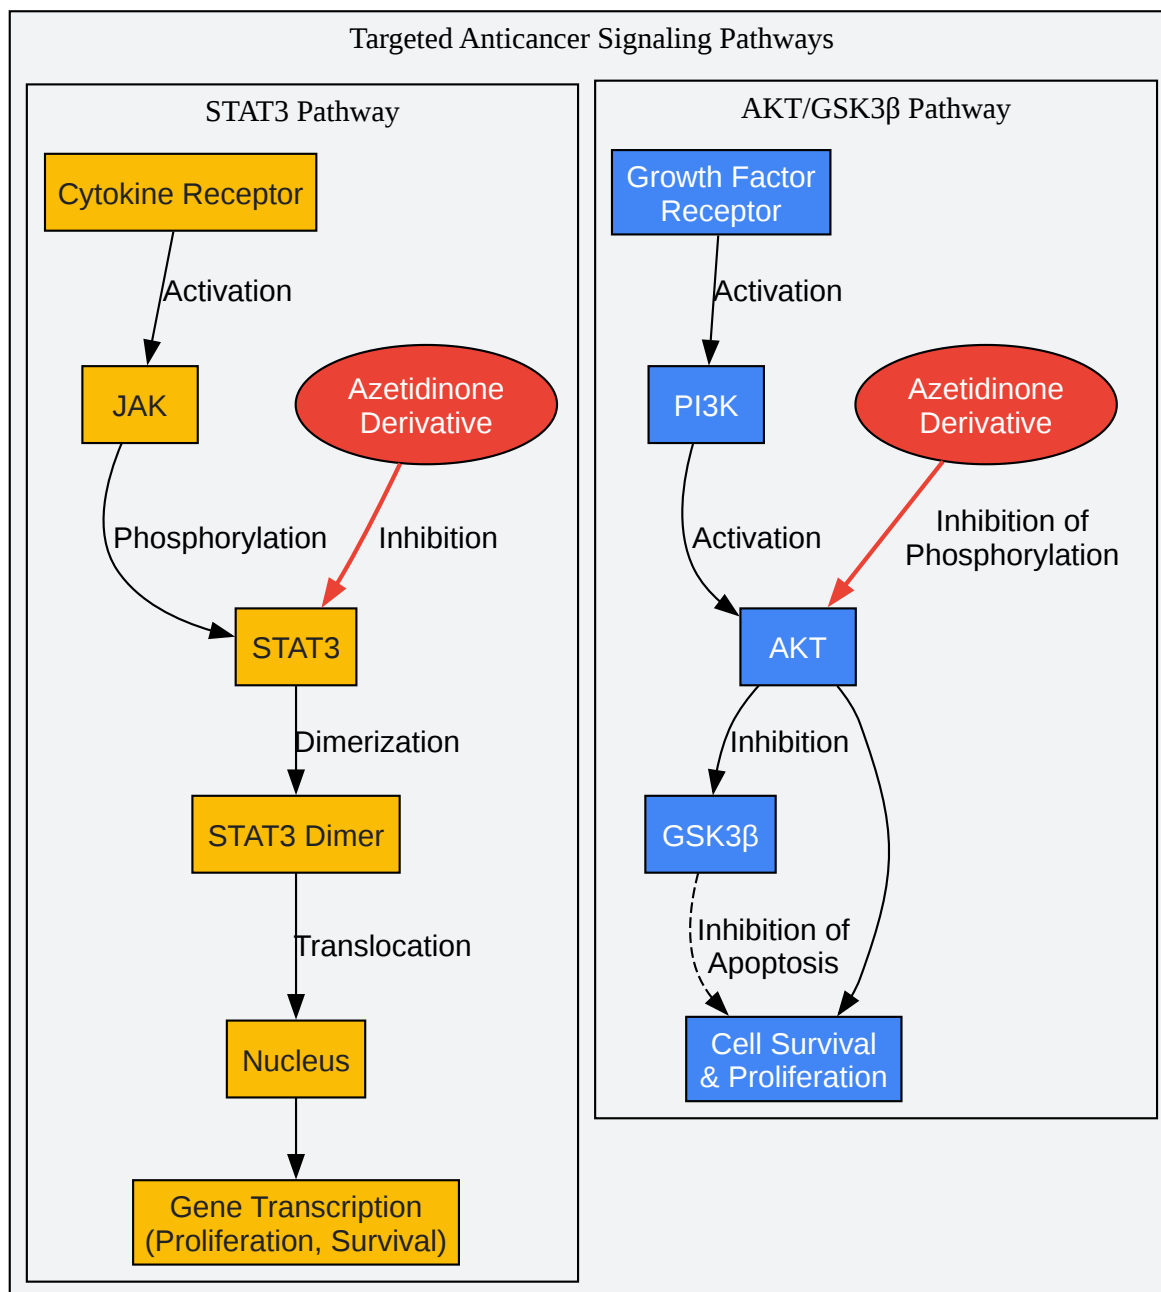 Targeted Anticancer Signaling Pathways
STAT3 Pathway
Cytokine Receptor
Activation
JAK
Azetidinone
Derivative
Phosphorylation
Inhibition
STAT3
Dimerization
STAT3 Dimer
Translocation
Nucleus
Gene Transcription
(Proliferation, Survival)
AKT/GSK3β Pathway
Growth Factor
Receptor
Activation
PI3K
Azetidinone
Derivative
Activation
Inhibition of
Phosphorylation
AKT
Inhibition
GSK3β
Inhibition of
Apoptosis
Cell Survival
& Proliferation